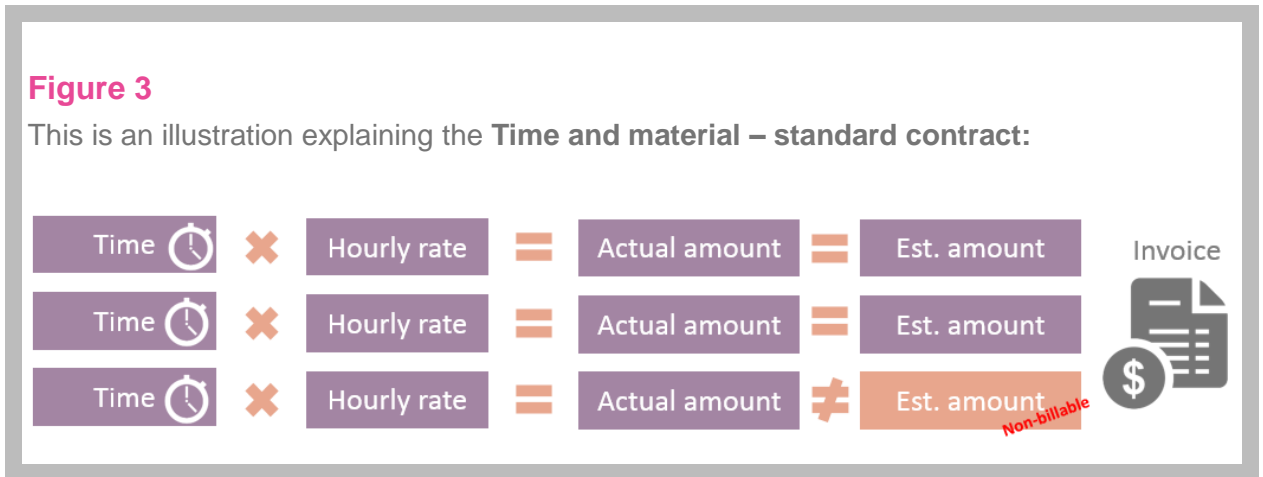 Figure 3
This is an illustration explaining the Time and material – standard contract:
Time ✖ Hourly rate = Actual amount = Est. amount
Invoice
Time ✖ Hourly rate = Actual amount = Est. amount
$
Time ✖ Hourly rate = Actual amount ≠ Est. amount
Non-billable